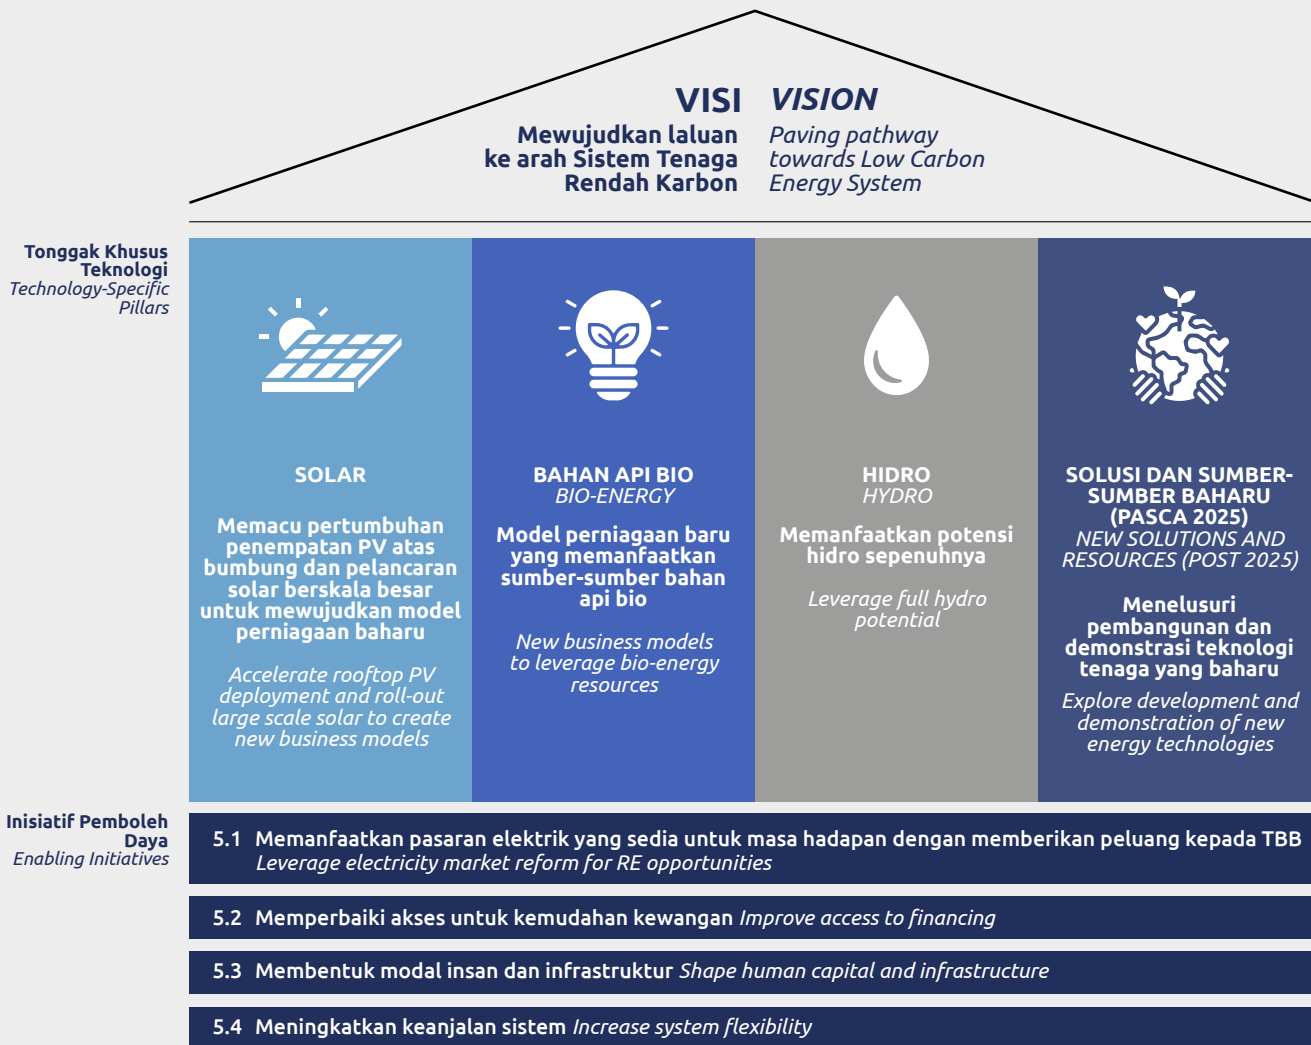 VISI
Mewujudkan laluan
ke arah Sistem Tenaga
Rendah Karbon
VISION
Paving pathway
towards Low Carbon
Energy System
Tonggak Khusus
Teknologi
Technology-Specific
Pillars
SOLAR
Memacu pertumbuhan
penempatan PV atas
bumbung dan pelancaran
solar berskala besar
untuk mewujudkan model
perniagaan baharu
Accelerate rooftop PV
deployment and roll-out
large scale solar to create
new business models
BAHAN API BIO
BIO-ENERGY
Model perniagaan baru
yang memanfaatkan
sumber-sumber bahan
api bio
New business models
to leverage bio-energy
resources
HIDRO
HYDRO
Memanfaatkan potensi
hidro sepenuhnya
Leverage full hydro
potential
SOLUSI DAN SUMBER-
SUMBER BAHARU
(PASCA 2025)
NEW SOLUTIONS AND
RESOURCES (POST 2025)
Menelusuri
pembangunan dan
demonstrasi teknologi
tenaga yang baharu
Explore development and
demonstration of new
energy technologies
Inisiatif Pemboleh
Daya
Enabling Initiatives
5.1 Memanfaatkan pasaran elektrik yang sedia untuk masa hadapan dengan memberikan peluang kepada TBB
Leverage electricity market reform for RE opportunities
5.2 Memperbaiki akses untuk kemudahan kewangan Improve access to financing
5.3 Membentuk modal insan dan infrastruktur Shape human capital and infrastructure
5.4 Meningkatkan keanjalan sistem Increase system flexibility